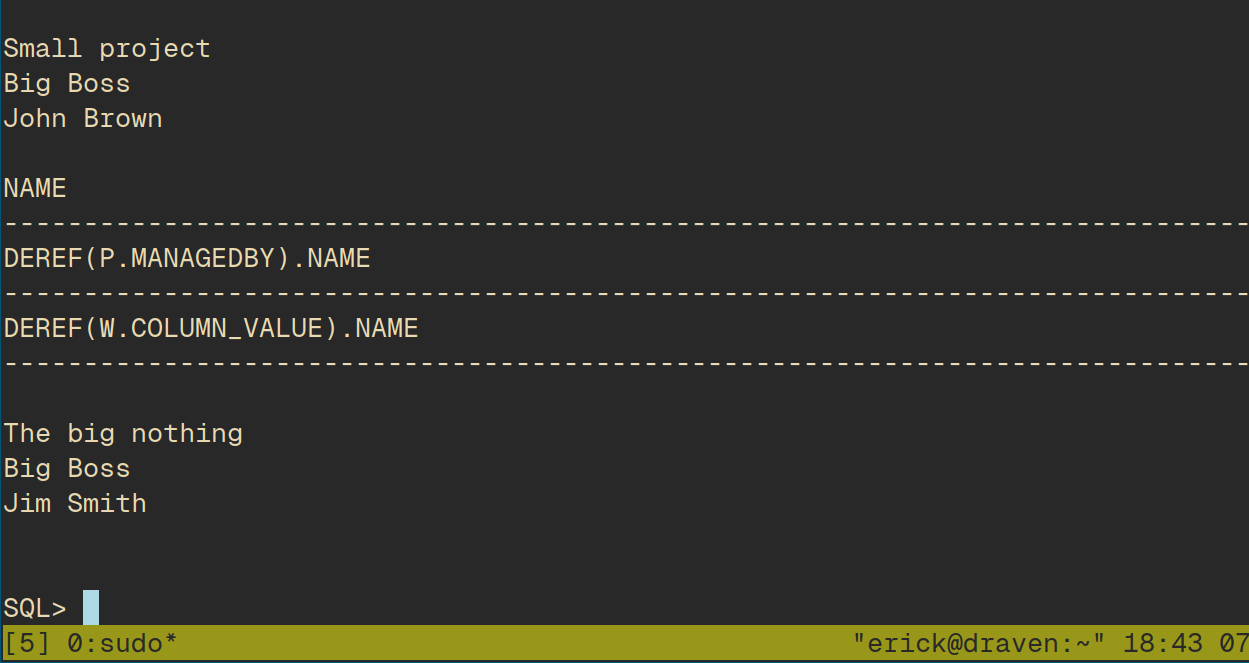 Small project
Big Boss
John Brown
NAME
------------------------------------------------------------------------------
DEREF(P.MANAGEDBY).NAME
------------------------------------------------------------------------------
DEREF(W.COLUMN_VALUE).NAME
------------------------------------------------------------------------------
The big nothing
Big Boss
Jim Smith
SQL>
[5] 0:sudo* "erick@draven:~" 18:43 07